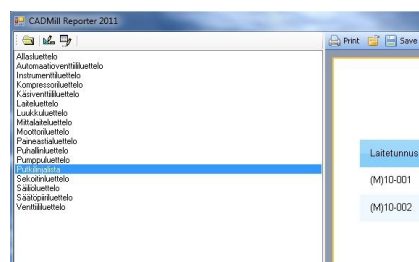 CADMill Reporter 2011
Print
Save
Allasluettelo
Automaatioventtiililuettelo
Instrumenttiluettelo
Kompressoriluettelo
Käsiventtiililuettelo
Laiteluettelo
Luukkuluettelo
Mittalaiteluettelo
Moottoriluettelo
Paineastialuettelo
Puhallinluettelo
Pumppuluettelo
Putkilinjalista
Sekoitinluettelo
Säiliöluettelo
Säätöpiiriluettelo
Venttiililuettelo
Laitetunnus
(M)10-001
(M)10-002